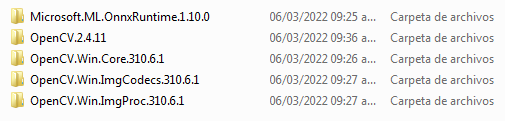 Microsoft.ML.OnnxRuntime.1.10.0 06/03/2022 09:25 a... Carpeta de archivos
OpenCV.2.4.11 06/03/2022 09:26 a... Carpeta de archivos
OpenCV.Win.Core.310.6.1 06/03/2022 09:26 a... Carpeta de archivos
OpenCV.Win.ImgCodecs.310.6.1 06/03/2022 09:27 a... Carpeta de archivos
OpenCV.Win.ImgProc.310.6.1 06/03/2022 09:27 a... Carpeta de archivos